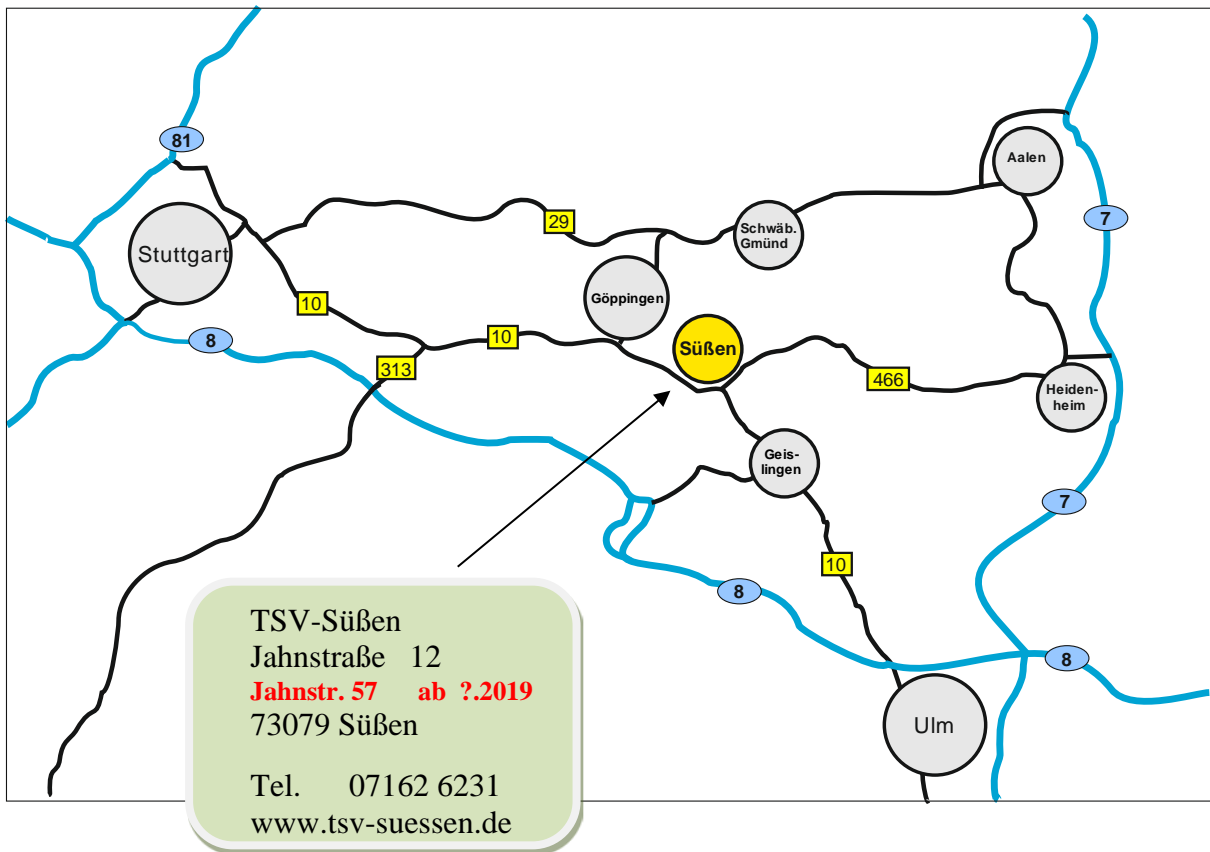 81
Aalen
7
29
Schwäb.
Gmünd
Stuttgart
Göppingen
10
10
8
Süßen
313
466
Heiden-
heim
Geis-
lingen
7
10
8
8
TSV-Süßen
Jahnstraße 12
Jahnstr. 57 ab ?.2019
73079 Süßen
Ulm
Tel. 07162 6231
www.tsv-suessen.de